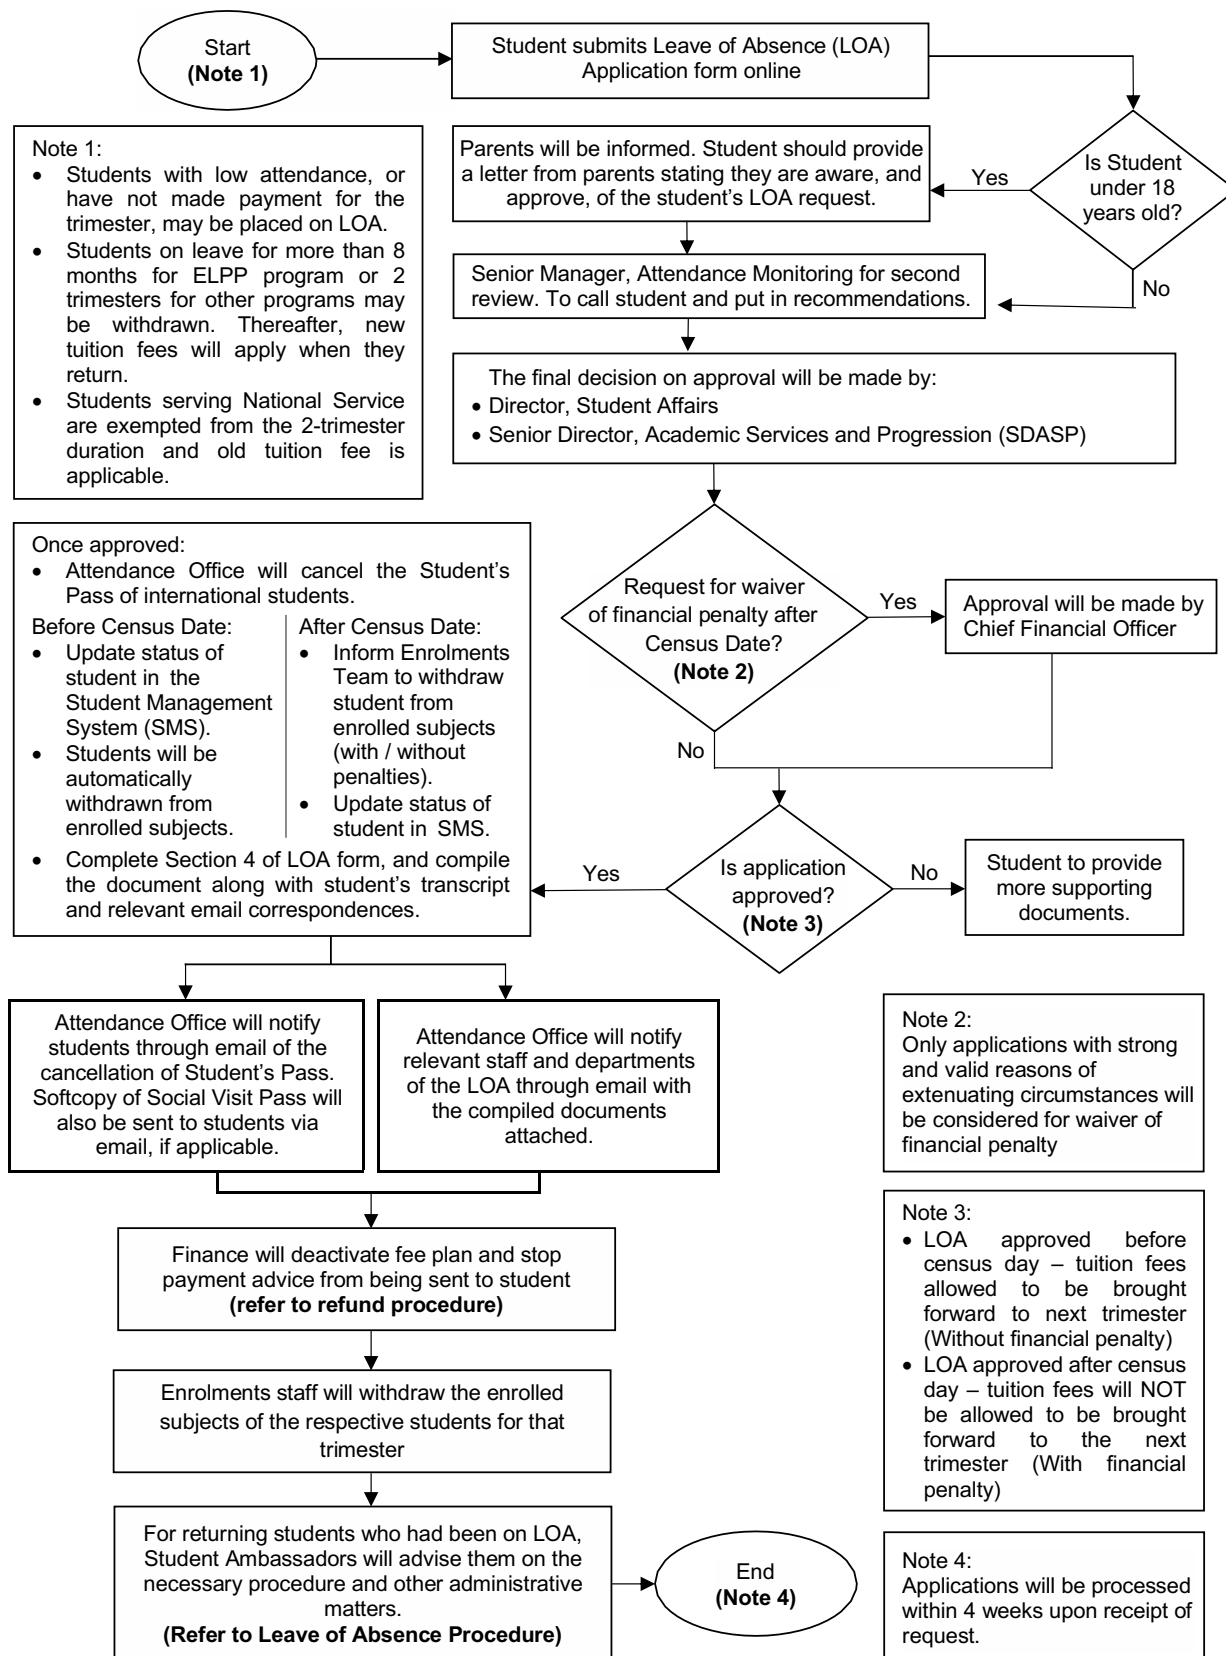 Start
(Note 1)
Student submits Leave of Absence (LOA)
Application form online
Is Student
under 18
years old?
Yes
No
Parents will be informed. Student should provide
a letter from parents stating they are aware, and
approve, of the student's LOA request.
Note 1:
• Students with low attendance, or
have not made payment for the
trimester, may be placed on LOA.
• Students on leave for more than 8
months for ELPP program or 2
trimesters for other programs may
be withdrawn. Thereafter, new
tuition fees will apply when they
return.
• Students serving National Service
are exempted from the 2-trimester
duration and old tuition fee is
applicable.
Senior Manager, Attendance Monitoring for second
review. To call student and put in recommendations.
The final decision on approval will be made by:
• Director, Student Affairs
• Senior Director, Academic Services and Progression (SDASP)
Request for waiver
of financial penalty after
Census Date?
(Note 2)
Yes
No
Approval will be made by
Chief Financial Officer
Is application
approved?
(Note 3)
Yes
No
Student to provide
more supporting
documents.
Once approved:
• Attendance Office will cancel the Student's
Pass of international students.
Before Census Date:
• Update status of
student in the
Student Management
System (SMS).
• Students will be
automatically
withdrawn from
enrolled subjects.
After Census Date:
• Inform Enrolments
Team to withdraw
student from
enrolled subjects
(with / without
penalties).
• Update status of
student in SMS.
• Complete Section 4 of LOA form, and compile
the document along with student's transcript
and relevant email correspondences.
Attendance Office will notify
students through email of the
cancellation of Student's Pass.
Softcopy of Social Visit Pass will
also be sent to students via
email, if applicable.
Attendance Office will notify
relevant staff and departments
of the LOA through email with
the compiled documents
attached.
Note 2:
Only applications with strong
and valid reasons of
extenuating circumstances will
be considered for waiver of
financial penalty
Finance will deactivate fee plan and stop
payment advice from being sent to student
(refer to refund procedure)
Note 3:
• LOA approved before
census day – tuition fees
allowed to be brought
forward to next trimester
(Without financial penalty)
• LOA approved after census
day – tuition fees will NOT
be allowed to be brought
forward to the next
trimester (With financial
penalty)
Enrolments staff will withdraw the enrolled
subjects of the respective students for that
trimester
For returning students who had been on LOA,
Student Ambassadors will advise them on the
necessary procedure and other administrative
matters.
(Refer to Leave of Absence Procedure)
End
(Note 4)
Note 4:
Applications will be processed
within 4 weeks upon receipt of
request.